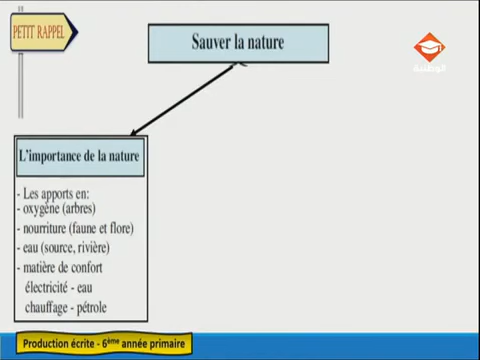 PETIT RAPPEL
Sauver la nature
الوطنية
L'importance de la nature
- Les apports en:
- oxygène (arbres)
- nourriture (faune et flore)
- eau (source, rivière)
- matière de confort
électricité - eau
chauffage - pétrole
Production écrite - 6ème année primaire